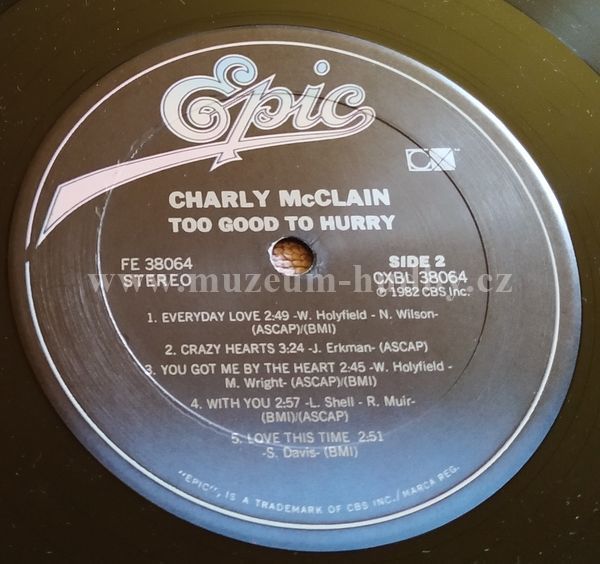 Epic
CX™
CHARLY McCLAIN
TOO GOOD TO HURRY
FE 38064
STEREO
SIDE 2
CXBL 38064
℗ 1982 CBS Inc.
www.muzeum-hudby.cz
1. EVERYDAY LOVE 2:49 -W. Holyfield - N. Wilson-
(ASCAP)/(BMI)
2. CRAZY HEARTS 3:24 -J. Erkman- (ASCAP)
3. YOU GOT ME BY THE HEART 2:45 -W. Holyfield -
M. Wright- (ASCAP)/(BMI)
4. WITH YOU 2:57 -L. Shell - R. Muir-
(BMI)/(ASCAP)
5. LOVE THIS TIME 2:51
-S. Davis- (BMI)
"EPIC", IS A TRADEMARK OF CBS INC./MARCA REG.